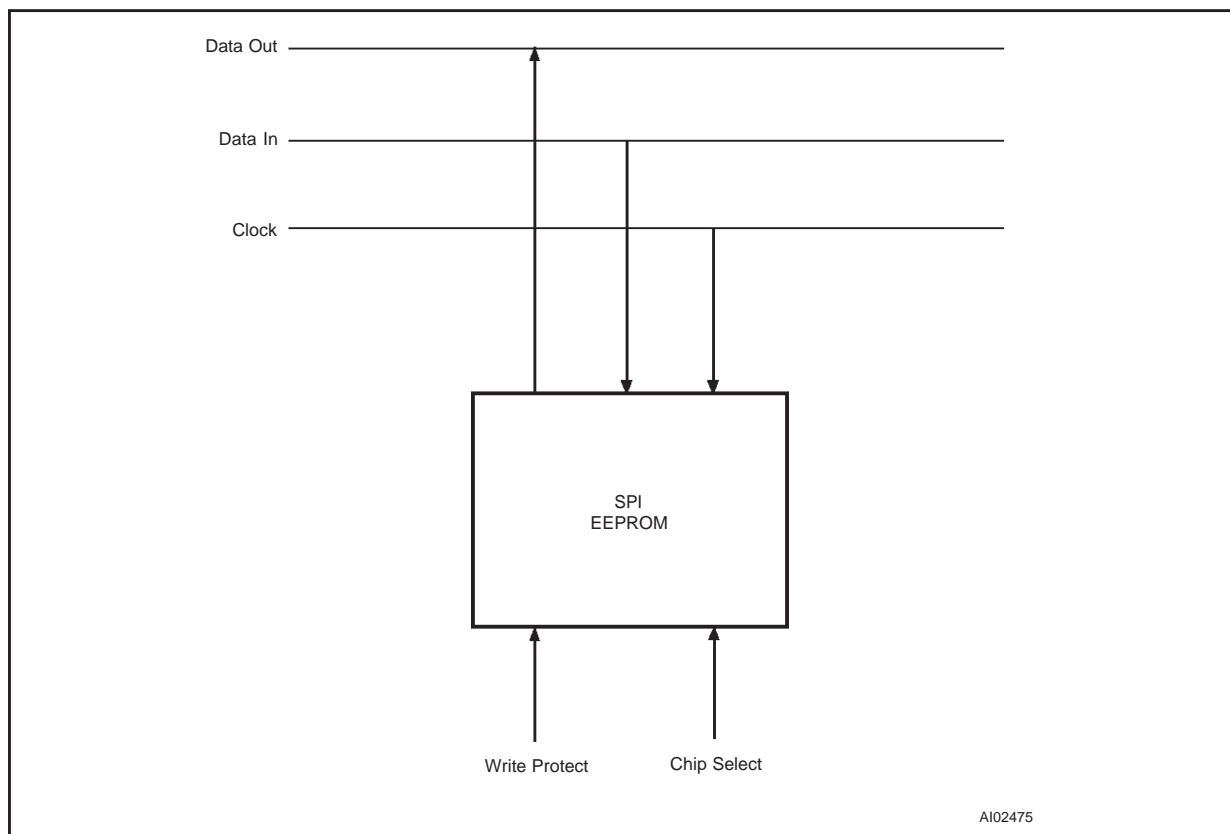 Data Out
Data In
Clock
SPI
EEPROM
Write Protect
Chip Select
AI02475